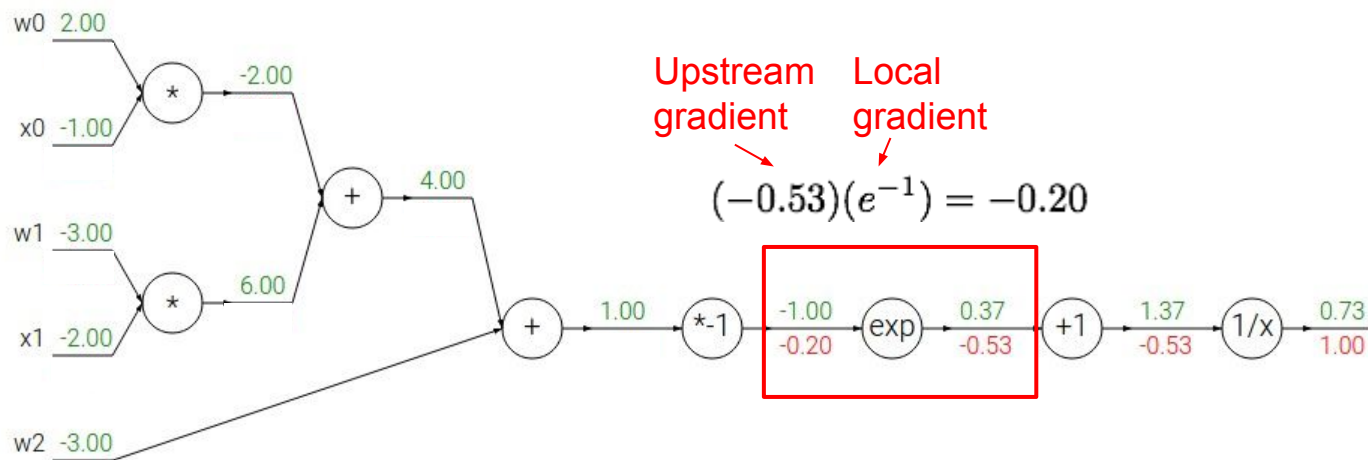 w0 2.00
*
-2.00
x0 -1.00
+
4.00
w1 -3.00
*
6.00
x1 -2.00
w2 -3.00
+
1.00
*-1
-1.00
-0.20
exp
0.37
-0.53
+1
1.37
-0.53
1/x
0.73
1.00
Upstream
gradient
Local
gradient
(−0.53)(e⁻¹) = −0.20